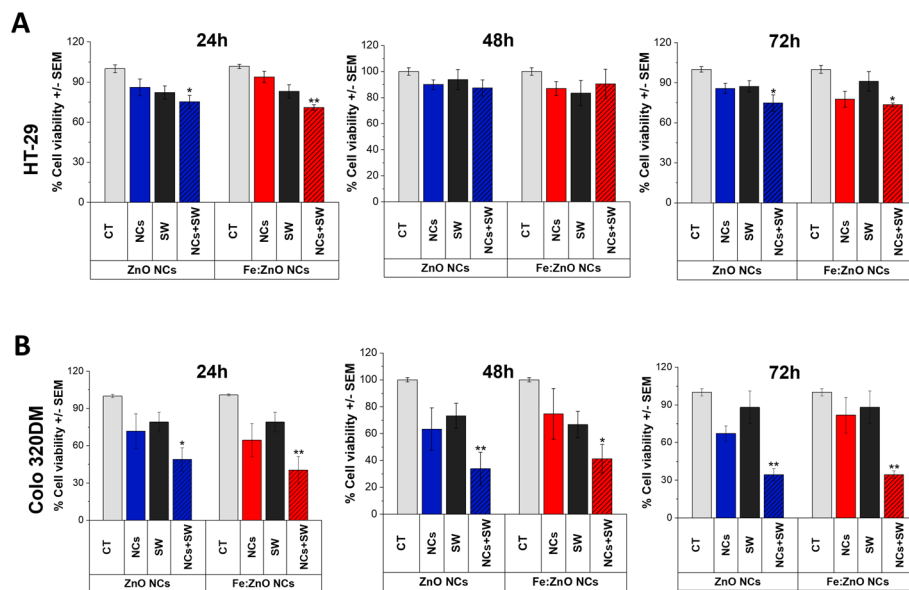 A
HT-29
% Cell viability +/- SEM
24h
120
90
60
30
0
*
**
CT
NCs
SW
NCs+SW
CT
NCs
SW
NCs+SW
ZnO NCs
Fe:ZnO NCs
% Cell viability +/- SEM
48h
120
100
80
60
40
20
0
CT
NCs
SW
NCs+SW
CT
NCs
SW
NCs+SW
ZnO NCs
Fe:ZnO NCs
% Cell viability +/- SEM
72h
120
90
60
30
0
*
*
CT
NCs
SW
NCs+SW
CT
NCs
SW
NCs+SW
ZnO NCs
Fe:ZnO NCs
B
Colo 320DM
% Cell viability +/- SEM
24h
120
90
60
30
0
*
**
CT
NCs
SW
NCs+SW
CT
NCs
SW
NCs+SW
ZnO NCs
Fe:ZnO NCs
% Cell viability +/- SEM
48h
120
100
80
60
40
20
0
**
*
CT
NCs
SW
NCs+SW
CT
NCs
SW
NCs+SW
ZnO NCs
Fe:ZnO NCs
% Cell viability +/- SEM
72h
120
90
60
30
0
**
**
CT
NCs
SW
NCs+SW
CT
NCs
SW
NCs+SW
ZnO NCs
Fe:ZnO NCs